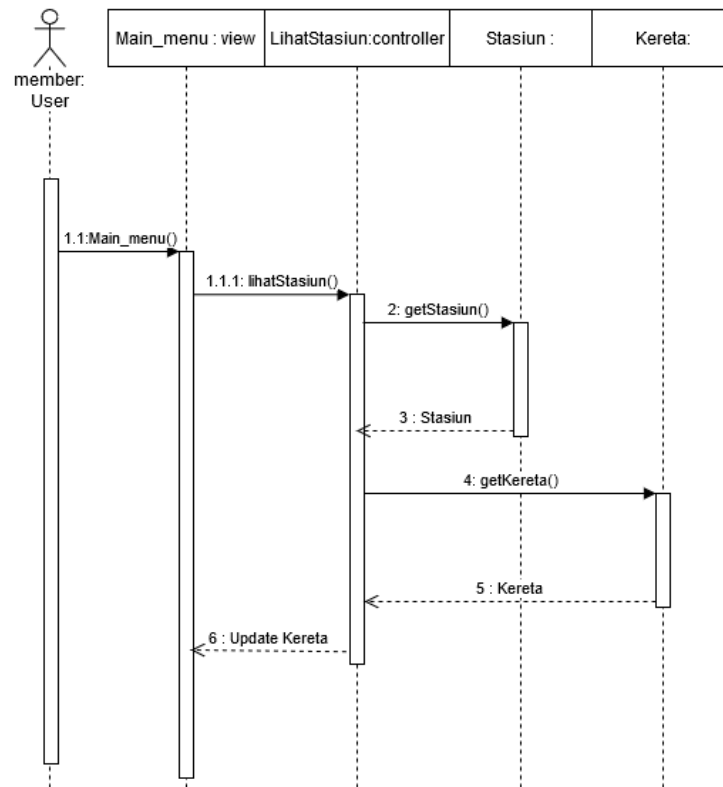 member:
User
Main_menu : view
LihatStasiun:controller
Stasiun :
Kereta:
1.1:Main_menu()
1.1.1: lihatStasiun()
2: getStasiun()
3 : Stasiun
4: getKereta()
5 : Kereta
6 : Update Kereta